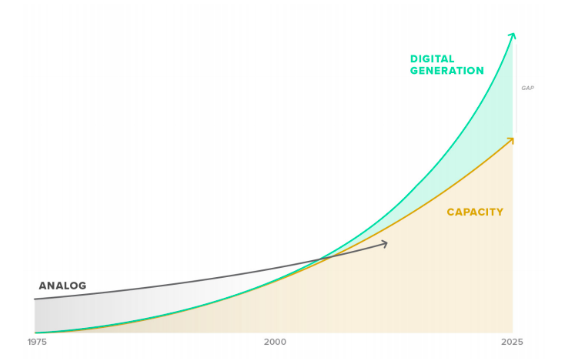 DIGITAL
GENERATION
GAP
CAPACITY
ANALOG
1975
2000
2025